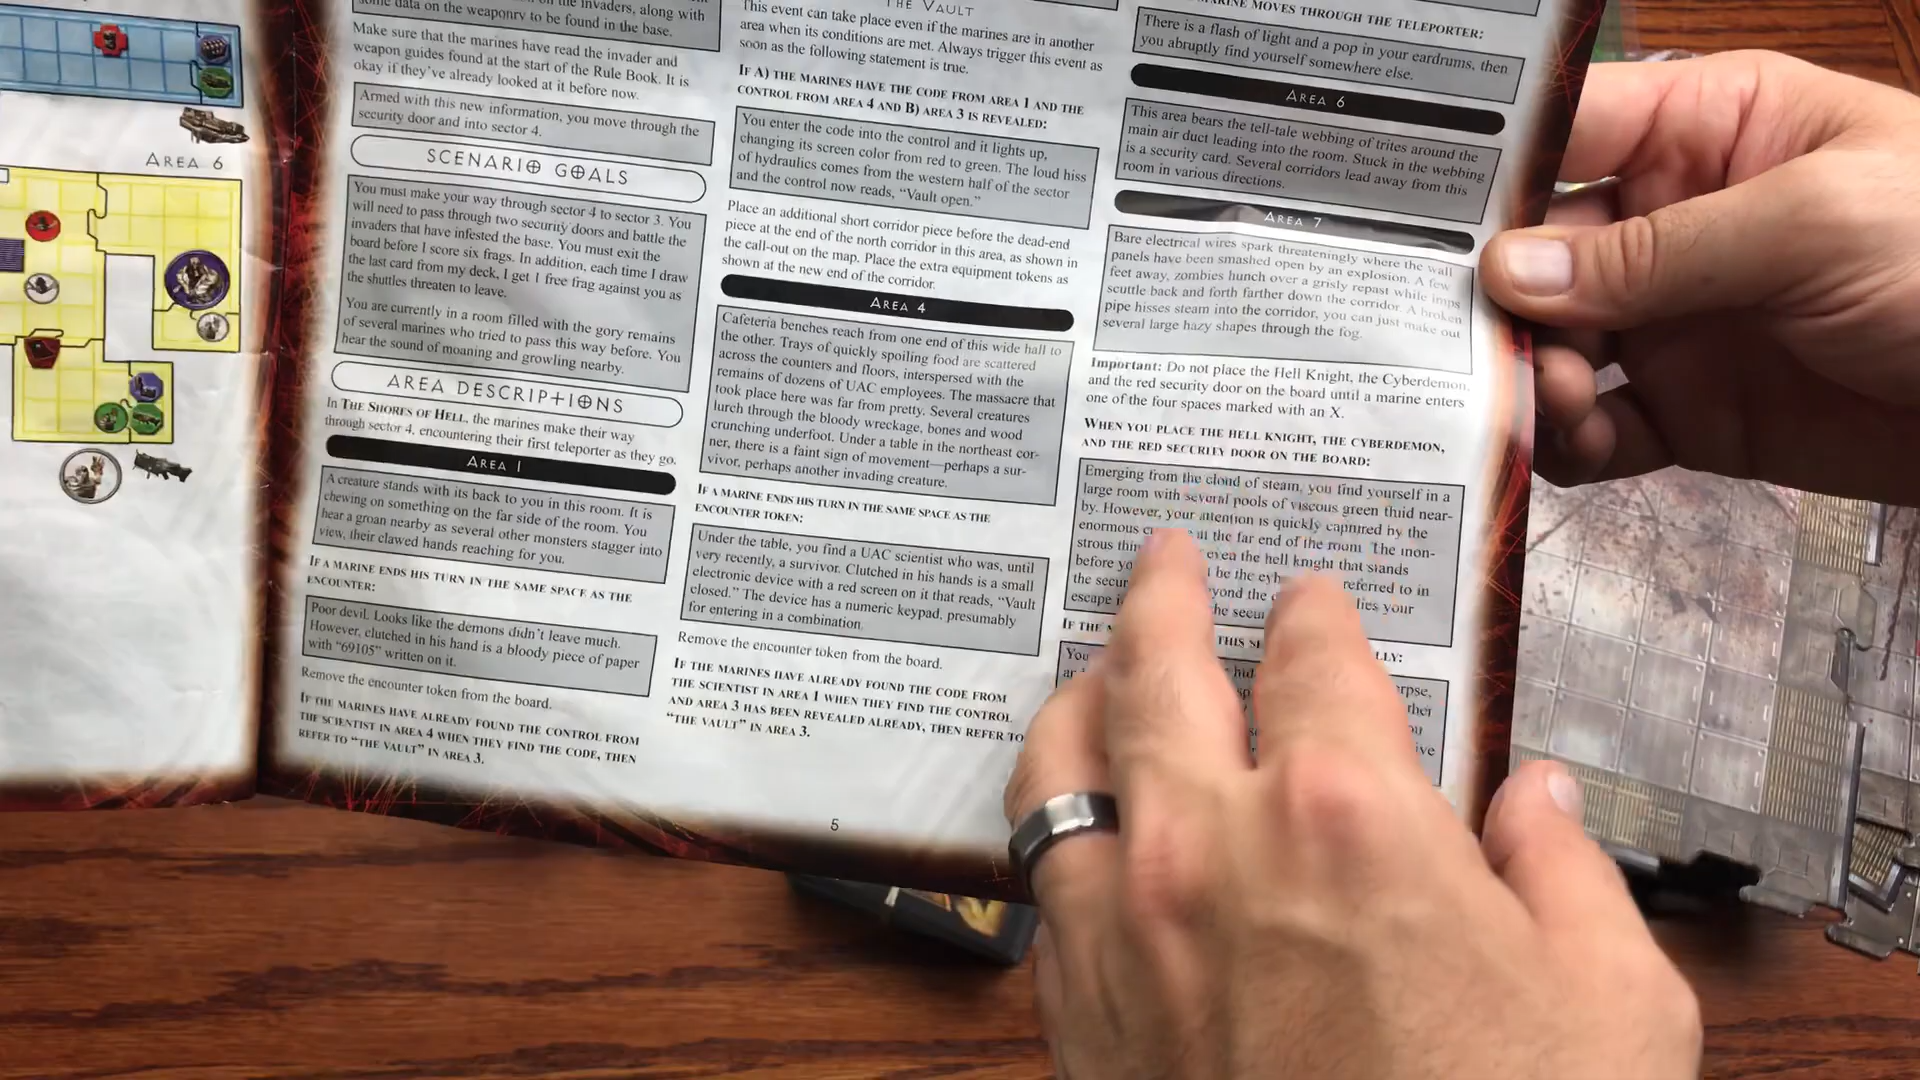 AREA 6
the invaders, along with
some data on the weaponry to be found in the base.
Make sure that the marines have read the invader and
weapon guides found at the start of the Rule Book. It is
okay if they've already looked at it before now.
Armed with this new information, you move through the
security door and into sector 4.
SCENARIO GOALS
You must make your way through sector 4 to sector 3. You
will need to pass through two security doors and battle the
invaders that have infested the base. You must exit the
board before I score six frags. In addition, each time I draw
the last card from my deck, I get 1 free frag against you as
the shuttles threaten to leave.
You are currently in a room filled with the gory remains
of several marines who tried to pass this way before. You
hear the sound of moaning and growling nearby.
AREA DESCRIPTIONS
In THE SHORES OF HELL, the marines make their way
through sector 4, encountering their first teleporter as they go.
AREA 1
A creature stands with its back to you in this room. It is
chewing on something on the far side of the room. You
hear a groan nearby as several other monsters stagger into
view, their clawed hands reaching for you.
IF A MARINE ENDS HIS TURN IN THE SAME SPACE AS THE
ENCOUNTER:
Poor devil. Looks like the demons didn't leave much.
However, clutched in his hand is a bloody piece of paper
with "69105" written on it.
Remove the encounter token from the board.
IF THE MARINES HAVE ALREADY FOUND THE CONTROL FROM
THE SCIENTIST IN AREA 4 WHEN THEY FIND THE CODE, THEN
REFER TO "THE VAULT" IN AREA 3.
THE VAULT
This event can take place even if the marines are in another
area when its conditions are met. Always trigger this event as
soon as the following statement is true.
IF A) THE MARINES HAVE THE CODE FROM AREA 1 AND THE
CONTROL FROM AREA 4 AND B) AREA 3 IS REVEALED:
You enter the code into the control and it lights up,
changing its screen color from red to green. The loud hiss
of hydraulics comes from the western half of the sector
and the control now reads, "Vault open."
Place an additional short corridor piece before the dead-end
piece at the end of the north corridor in this area, as shown in
the call-out on the map. Place the extra equipment tokens as
shown at the new end of the corridor.
AREA 4
Cafeteria benches reach from one end of this wide hall to
the other. Trays of quickly spoiling food are scattered
across the counters and floors, interspersed with the
remains of dozens of UAC employees. The massacre that
took place here was far from pretty. Several creatures
lurch through the bloody wreckage, bones and wood
crunching underfoot. Under a table in the northeast cor-
ner, there is a faint sign of movement—perhaps a sur-
vivor, perhaps another invading creature.
IF A MARINE ENDS HIS TURN IN THE SAME SPACE AS THE
ENCOUNTER TOKEN:
Under the table, you find a UAC scientist who was, until
very recently, a survivor. Clutched in his hands is a small
electronic device with a red screen on it that reads, "Vault
closed." The device has a numeric keypad, presumably
for entering in a combination.
Remove the encounter token from the board.
IF THE MARINES HAVE ALREADY FOUND THE CODE FROM
THE SCIENTIST IN AREA 1 WHEN THEY FIND THE CONTROL
AND AREA 3 HAS BEEN REVEALED ALREADY, THEN REFER TO
"THE VAULT" IN AREA 3.
MOVES THROUGH THE TELEPORTER:
There is a flash of light and a pop in your eardrums, then
you abruptly find yourself somewhere else.
AREA 6
This area bears the tell-tale webbing of trites around the
main air duct leading into the room. Stuck in the webbing
is a security card. Several corridors lead away from this
room in various directions.
AREA 7
Bare electrical wires spark threateningly where the wall
panels have been smashed open by an explosion. A few
feet away, zombies hunch over a grisly repast while imps
scuttle back and forth farther down the corridor. A broken
pipe hisses steam into the corridor, you can just make out
several large hazy shapes through the fog.
Important: Do not place the Hell Knight, the Cyberdemon,
and the red security door on the board until a marine enters
one of the four spaces marked with an X.
WHEN YOU PLACE THE HELL KNIGHT, THE CYBERDEMON,
AND THE RED SECURITY DOOR ON THE BOARD:
Emerging from the cloud of steam, you find yourself in a
large room with several pools of viscous green fluid near-
by. However, your attention is quickly captured by the
enormous at the far end of the room. The mon-
strous even the hell knight that stands
before be the referred to in
the lies your
escape the
IF THE THIS
You
5